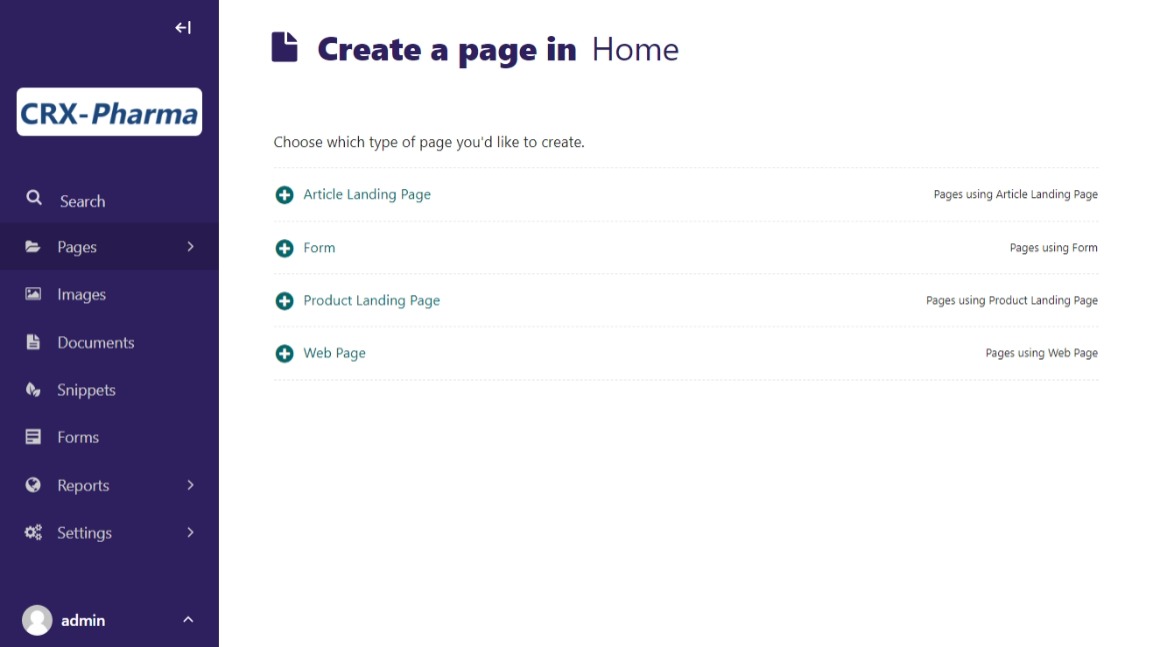 CRX-Pharma
Search
Pages
Images
Documents
Snippets
Forms
Reports
Settings
admin
Create a page in Home
Choose which type of page you'd like to create.
Article Landing Page Pages using Article Landing Page
Form Pages using Form
Product Landing Page Pages using Product Landing Page
Web Page Pages using Web Page